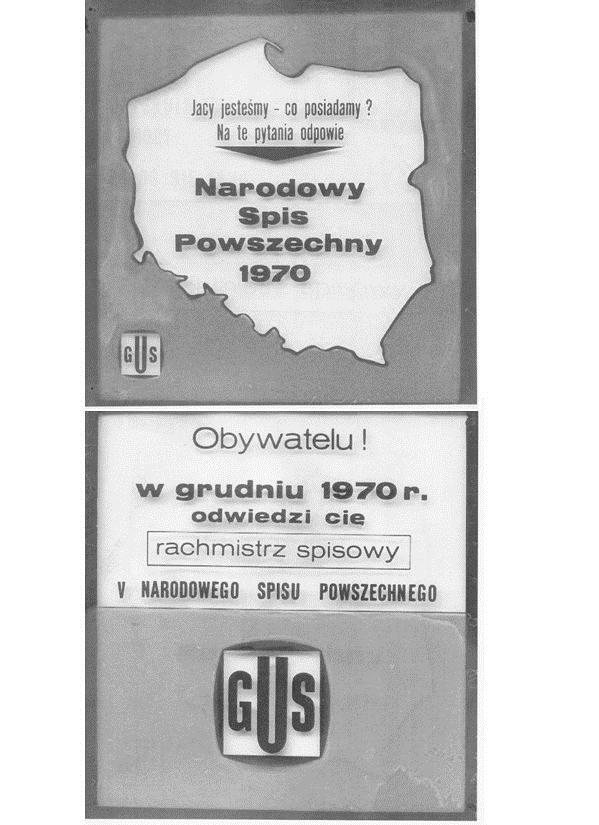 Jacy jesteśmy - co posiadamy ?
Na te pytania odpowie
Narodowy
Spis
Powszechny
1970
GUS
Obywatelu !
w grudniu 1970 r.
odwiedzi cię
rachmistrz spisowy
V NARODOWEGO SPISU POWSZECHNEGO
GUS